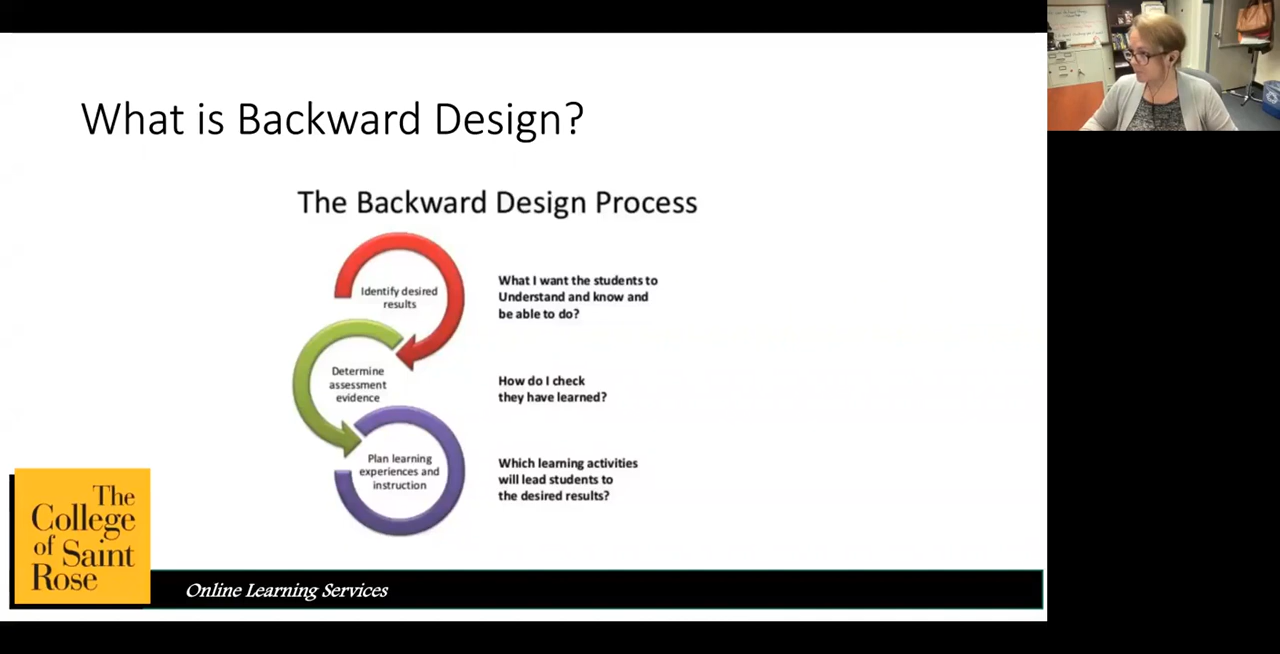 What is Backward Design?
The Backward Design Process
Identify desired
results
What I want the students to
Understand and know and
be able to do?
Determine
assessment
evidence
How do I check
they have learned?
Plan learning
experiences and
instruction
Which learning activities
will lead students to
the desired results?
The
College
of Saint
Rose
Online Learning Services